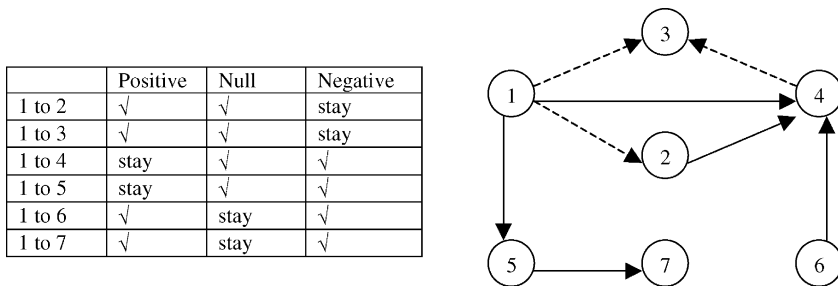 Positive Null Negative
1 to 2 √ √ stay
1 to 3 √ √ stay
1 to 4 stay √ √
1 to 5 stay √ √
1 to 6 √ stay √
1 to 7 √ stay √
3
1
4
2
5
7
6